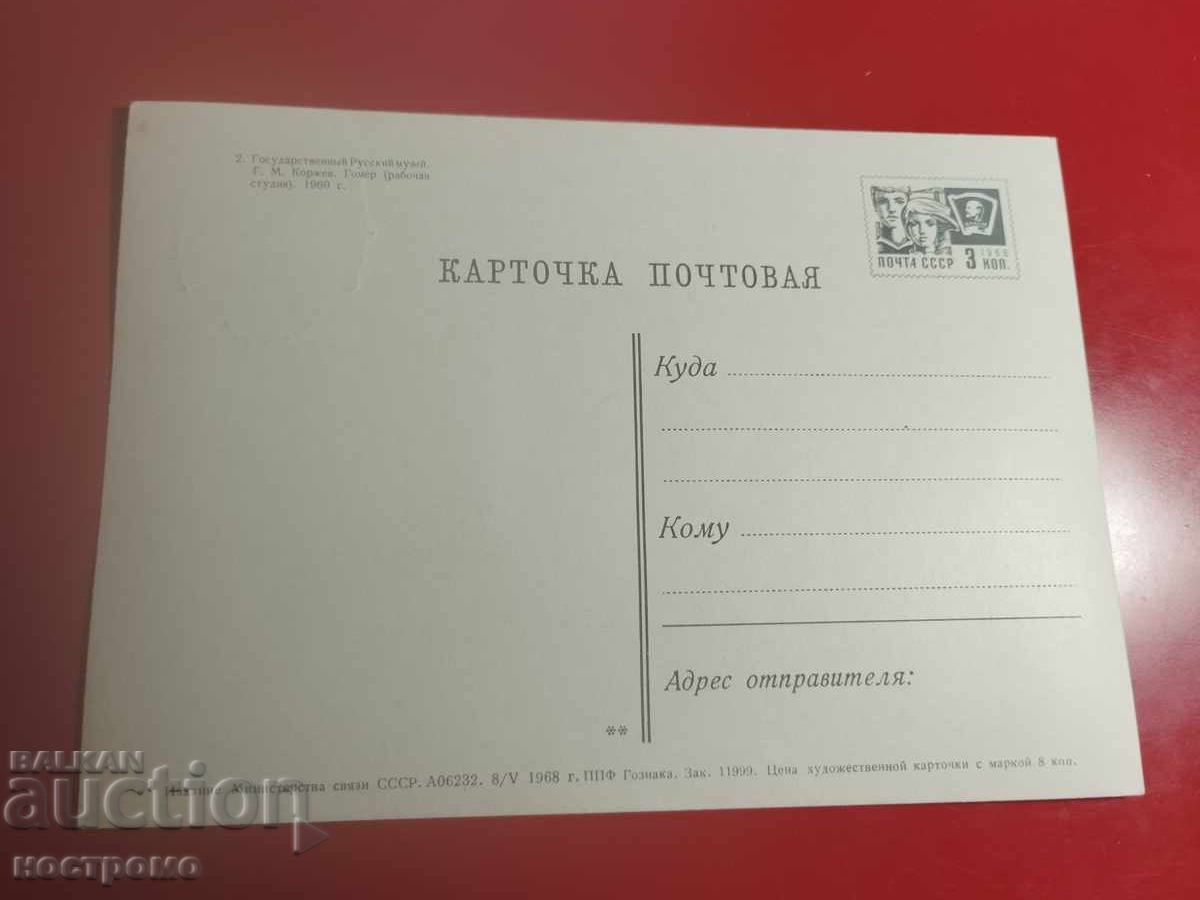 2. Государственный Русский музей.
Г. М. Коржев. Гомер (рабочая
студия). 1960 г.
1966
ПОЧТА СССР 3 КОП.
КАРТОЧКА ПОЧТОВАЯ
Куда
Кому
Адрес отправителя:
**
Издание Министерства связи СССР. А06232. 8/V 1968 г. ППФ Гознака. Зак. 11999. Цена художественной карточки с маркой 8 коп.
BALKAN
auction
ностромо